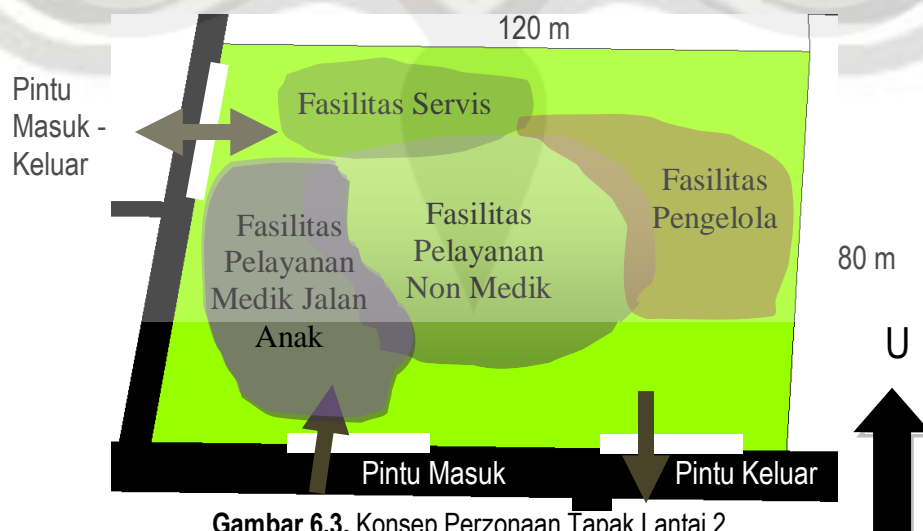 120 m
Pintu
Masuk -
Keluar
Fasilitas Servis
Fasilitas
Pengelola
Fasilitas
Pelayanan
Medik Jalan
Anak
Fasilitas
Pelayanan
Non Medik
80 m
U
Pintu Masuk
Pintu Keluar
Gambar 6.3. Konsep Perzonaan Tapak Lantai 2